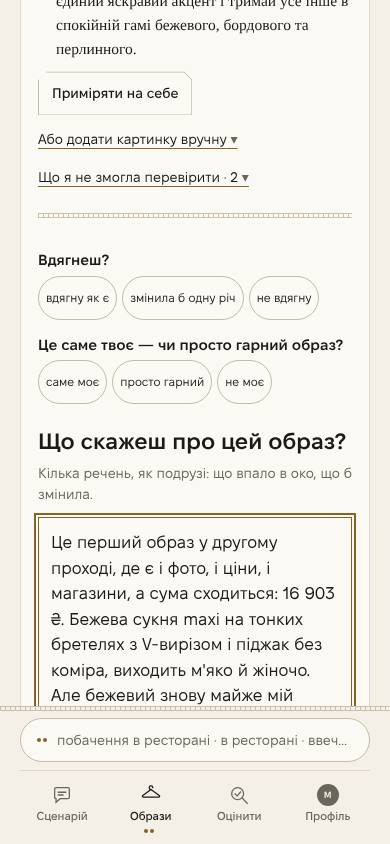 єдиний яскравий акцент і тримай усе інше в
спокійній гамі бежевого, бордового та
перлинного.
Приміряти на себе
Або додати картинку вручну ▾
Що я не змогла перевірити · 2 ▾
Вдягнеш?
вдягну як є
змінила б одну річ
не вдягну
Це саме твоє — чи просто гарний образ?
саме моє
просто гарний
не моє
Що скажеш про цей образ?
Кілька речень, як подрузі: що впало в око, що б
змінила.
Це перший образ у другому
проході, де є і фото, і ціни, і
магазини, а сума сходиться: 16 903
₴. Бежева сукня maxi на тонких
бретелях з V-вирізом і піджак без
коміра, виходить м'яко й жіночо.
Але бежевий знову майже мій
побачення в ресторані · в ресторані · ввеч...
Сценарій
Образи
Оцінити
М
Профіль